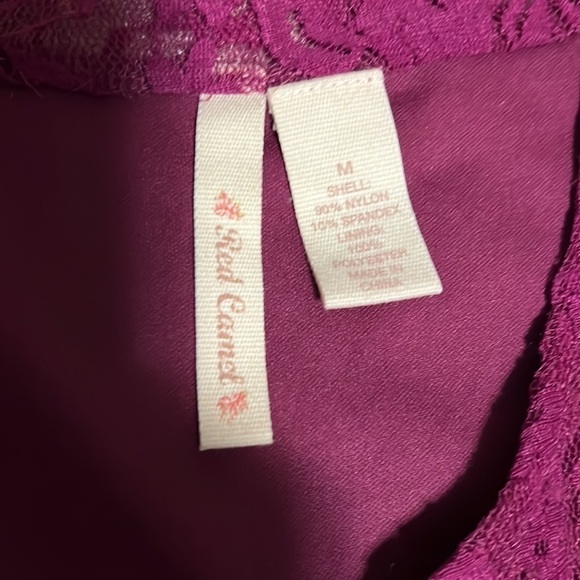 Red Camel
M
SHELL:
90% NYLON
10% SPANDEX
LINING:
100%
POLYESTER
MADE IN
CHINA